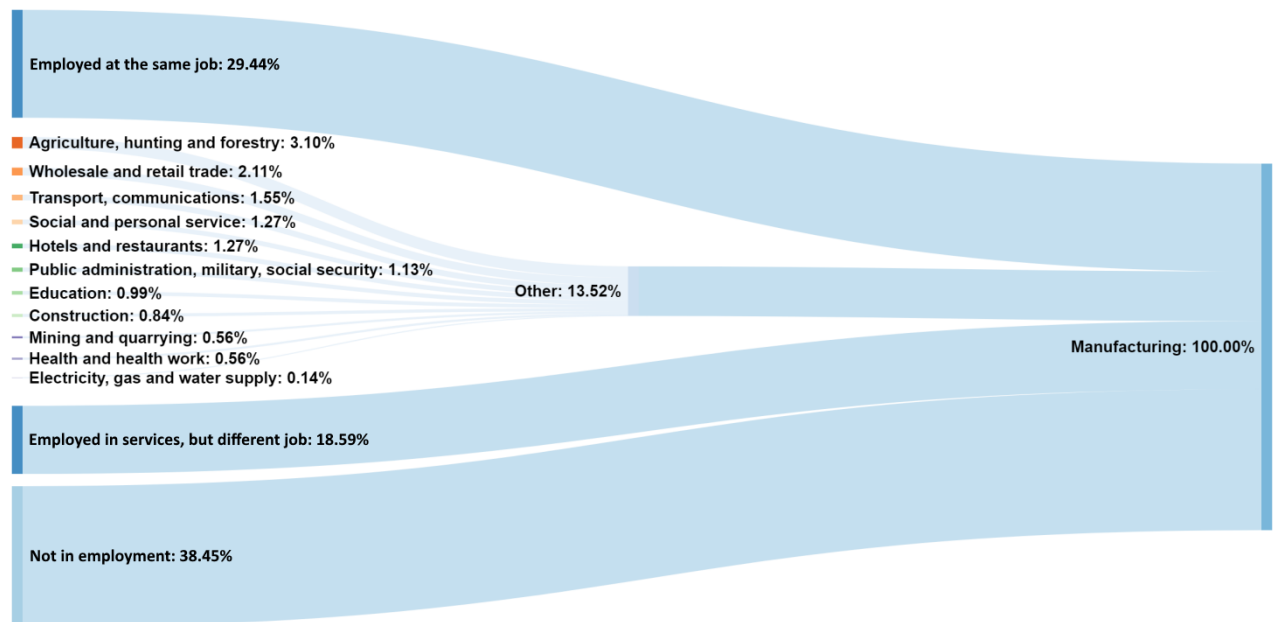 Employed at the same job: 29.44%
Agriculture, hunting and forestry: 3.10%
Wholesale and retail trade: 2.11%
Transport, communications: 1.55%
Social and personal service: 1.27%
Hotels and restaurants: 1.27%
Public administration, military, social security: 1.13%
Education: 0.99%
Construction: 0.84%
Mining and quarrying: 0.56%
Health and health work: 0.56%
Electricity, gas and water supply: 0.14%
Other: 13.52%
Manufacturing: 100.00%
Employed in services, but different job: 18.59%
Not in employment: 38.45%